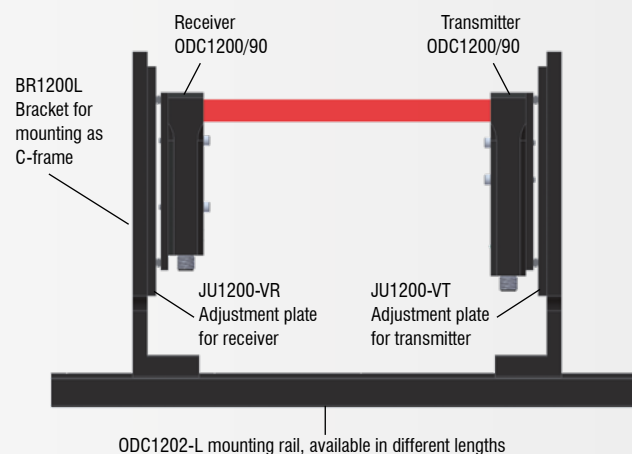 Receiver
ODC1200/90
Transmitter
ODC1200/90
BR1200L
Bracket for
mounting as
C-frame
JU1200-VR
Adjustment plate
for receiver
JU1200-VT
Adjustment plate
for transmitter
ODC1202-L mounting rail, available in different lengths